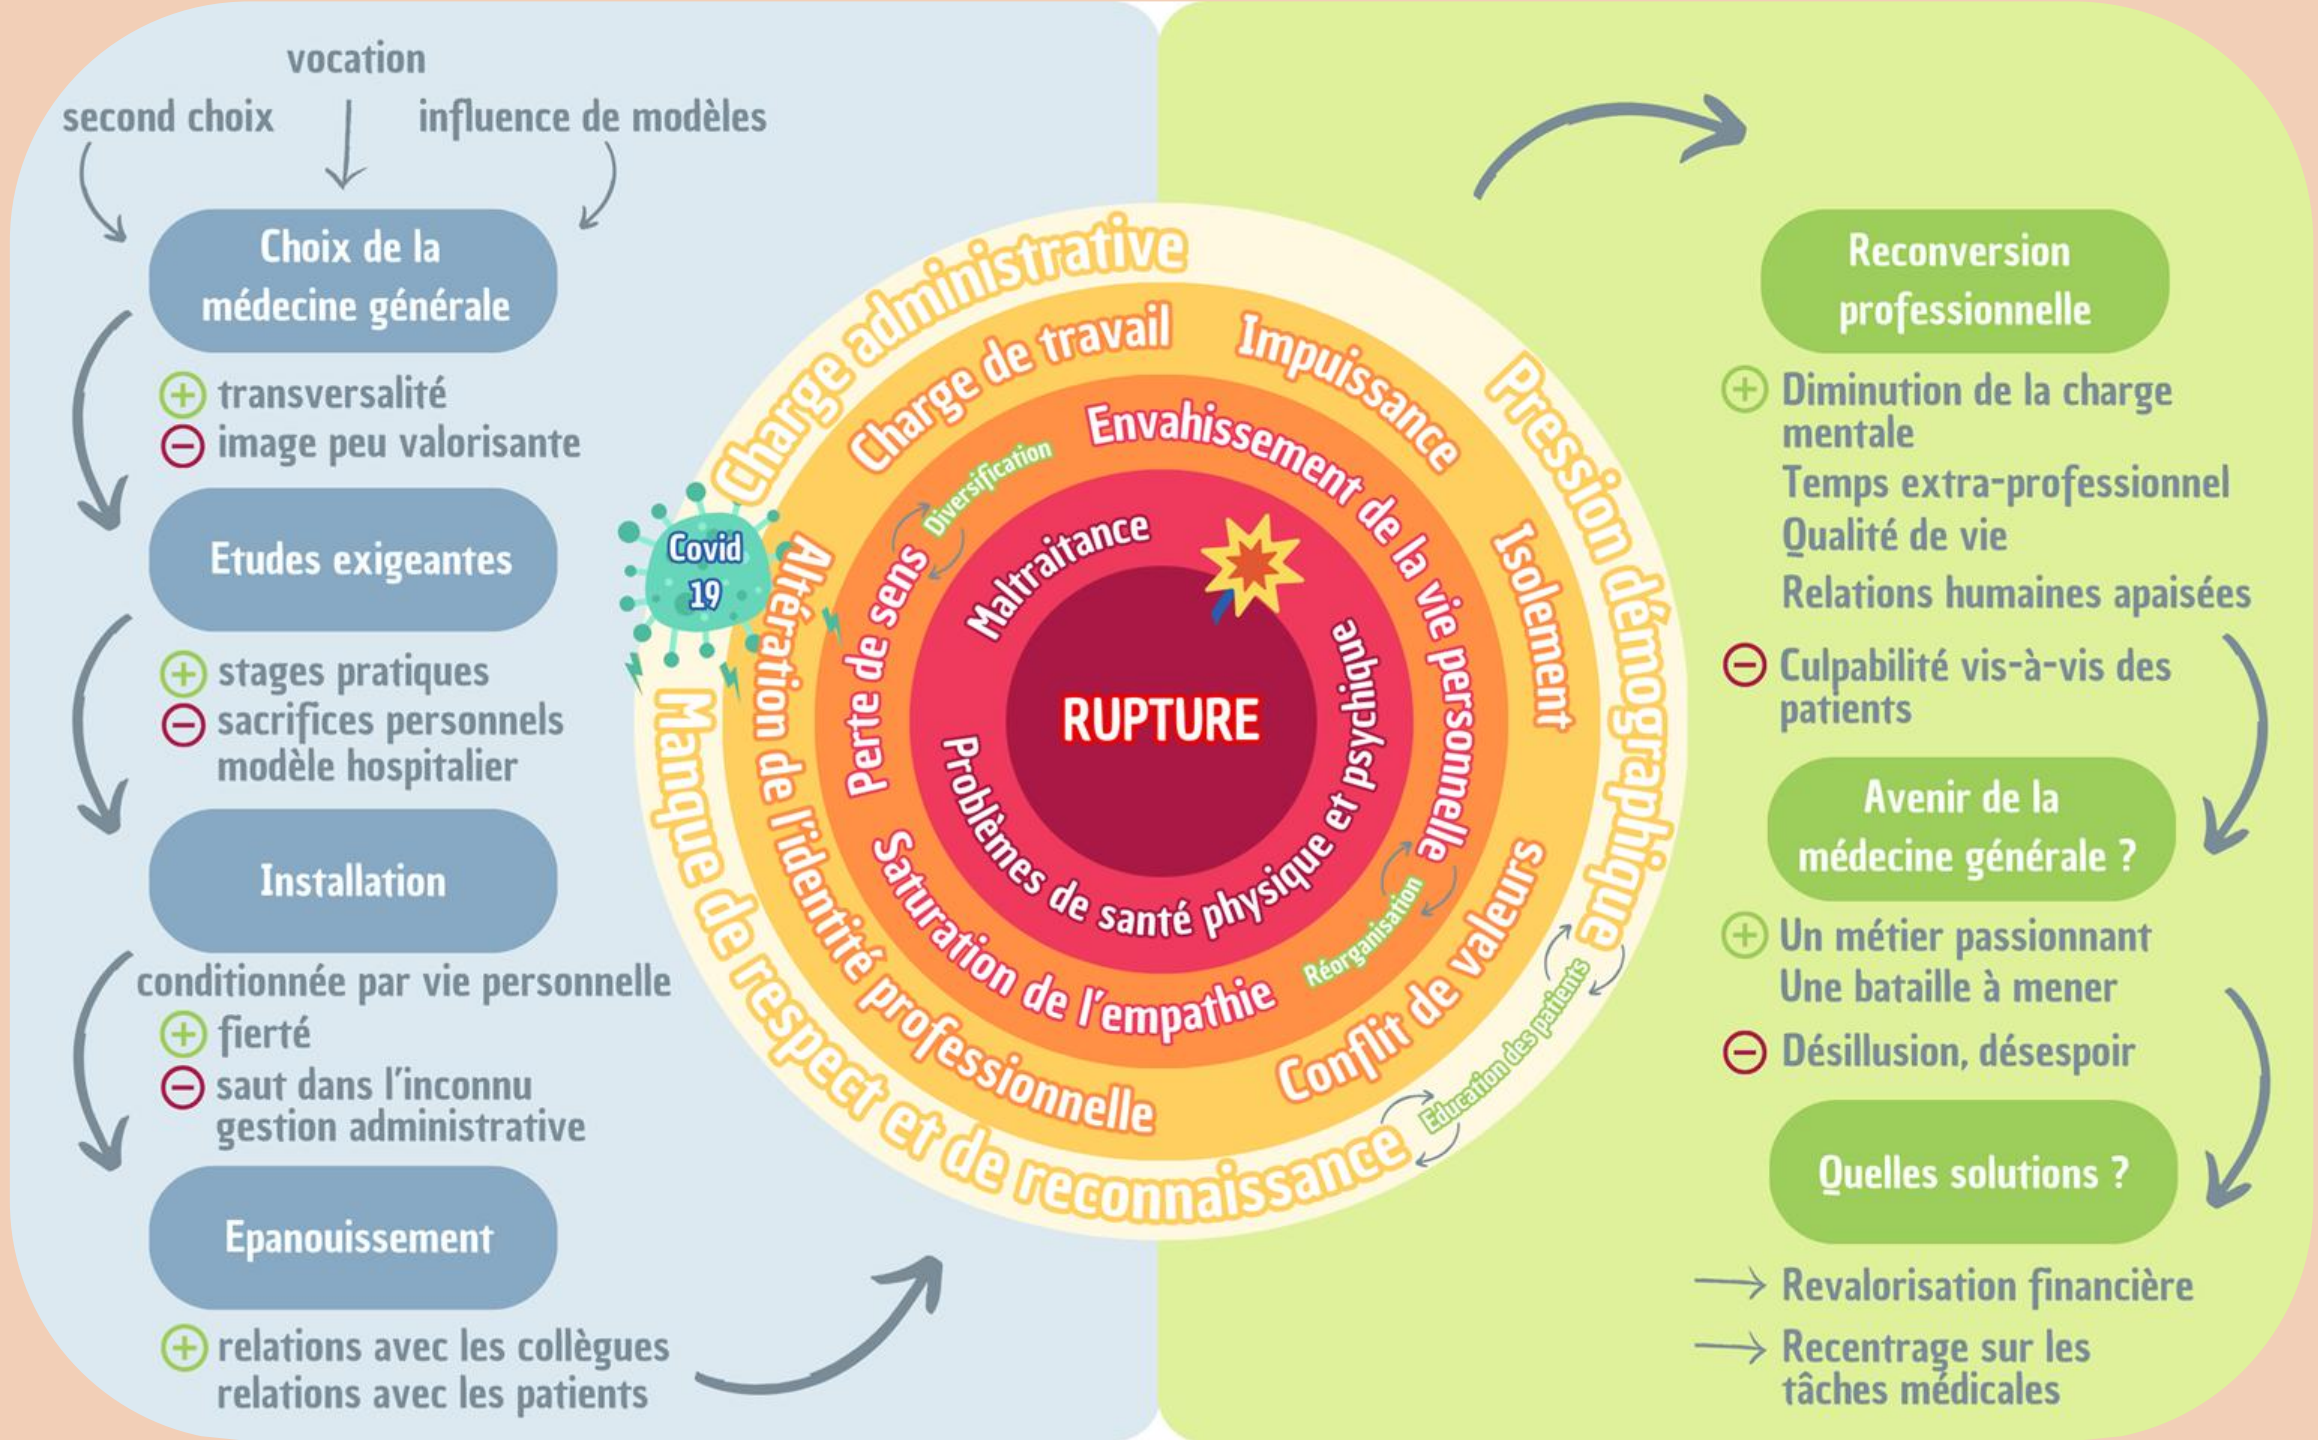 vocation
second choix
influence de modèles
Choix de la
médecine générale
+ transversalité
− image peu valorisante
Etudes exigeantes
+ stages pratiques
− sacrifices personnels
modèle hospitalier
Installation
conditionnée par vie personnelle
+ fierté
− saut dans l'inconnu
gestion administrative
Epanouissement
+ relations avec les collègues
relations avec les patients
Charge administrative
Pression démographique
Manque de respect et de reconnaissance
Education des patients
Covid
19
Charge de travail
Impuissance
Isolement
Conflit de valeurs
Altération de l'identité professionnelle
Envahissement de la vie personnelle
Réorganisation
Saturation de l'empathie
Perte de sens
Diversification
Maltraitance
Problèmes de santé physique et psychique
RUPTURE
Reconversion
professionnelle
+ Diminution de la charge
mentale
Temps extra-professionnel
Qualité de vie
Relations humaines apaisées
− Culpabilité vis-à-vis des
patients
Avenir de la
médecine générale ?
+ Un métier passionnant
Une bataille à mener
− Désillusion, désespoir
Quelles solutions ?
→ Revalorisation financière
→ Recentrage sur les
tâches médicales